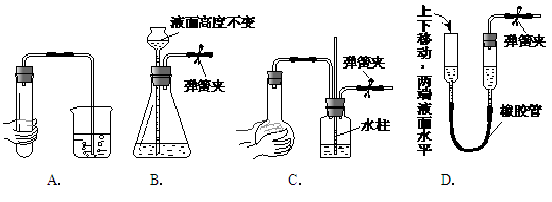 液面高度不变
弹簧夹
弹簧夹
水柱
上下移动，两端液面水平
弹簧夹
橡胶管
A.
B.
C.
D.